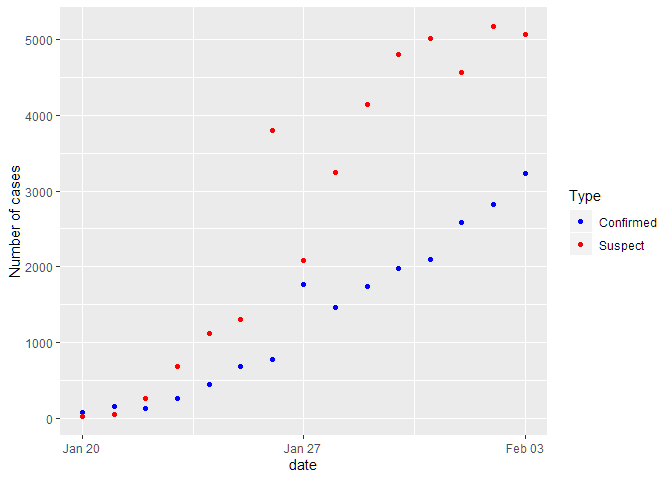 5000
4000
3000
2000
1000
0
Number of cases
Jan 20
Jan 27
Feb 03
date
Type
Confirmed
Suspect